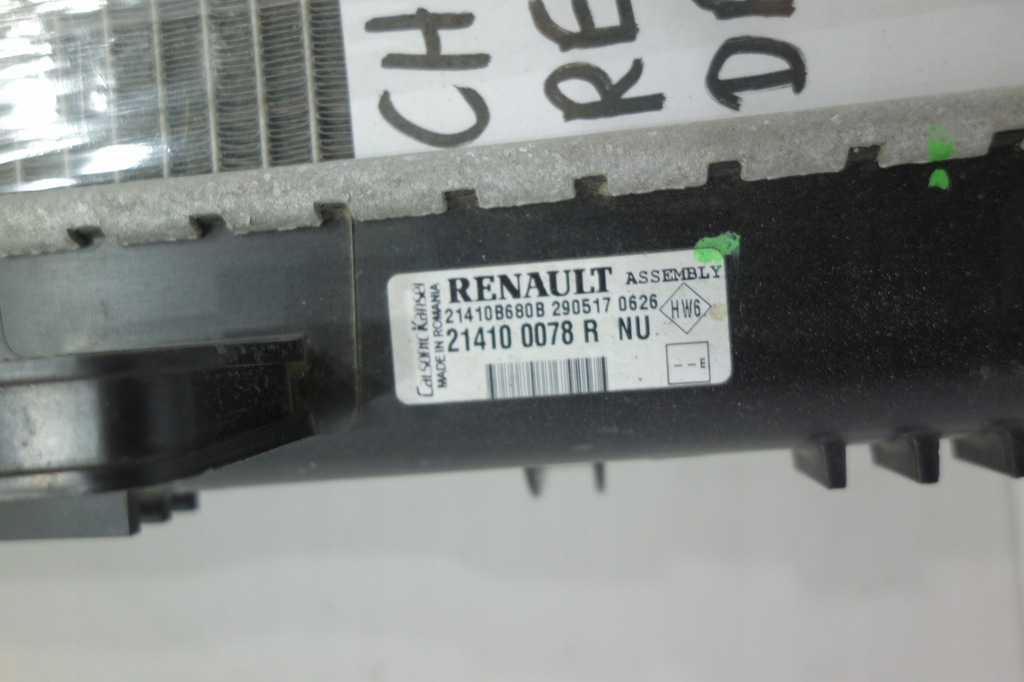 CH
RE
D
RENAULT ASSEMBLY
21410B680B 290517 0626
21410 0078 R NU
HW6
--E
Calsonic Kansei
MADE IN ROMANIA